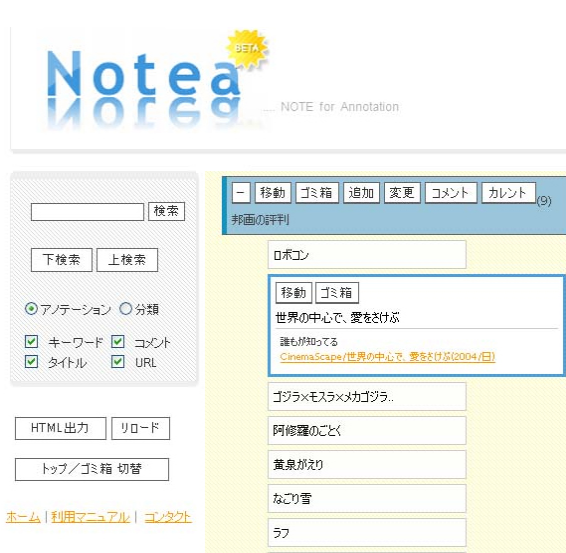 Notea
BETA
NOTE for Annotation
検索
下検索 上検索
アノテーション 分類
キーワード コメント
タイトル URL
HTML出力 リロード
トップ/ゴミ箱 切替
ホーム | 利用マニュアル | コンタクト
− 移動 ゴミ箱 追加 変更 コメント カレント (9)
邦画の評判
ロボコン
移動 ゴミ箱
世界の中心で、愛をさけぶ
誰もが知ってる
CinemaScape/世界の中心で、愛をさけぶ(2004/日)
ゴジラ×モスラ×メカゴジラ..
阿修羅のごとく
黄泉がえり
なごり雪
ラフ